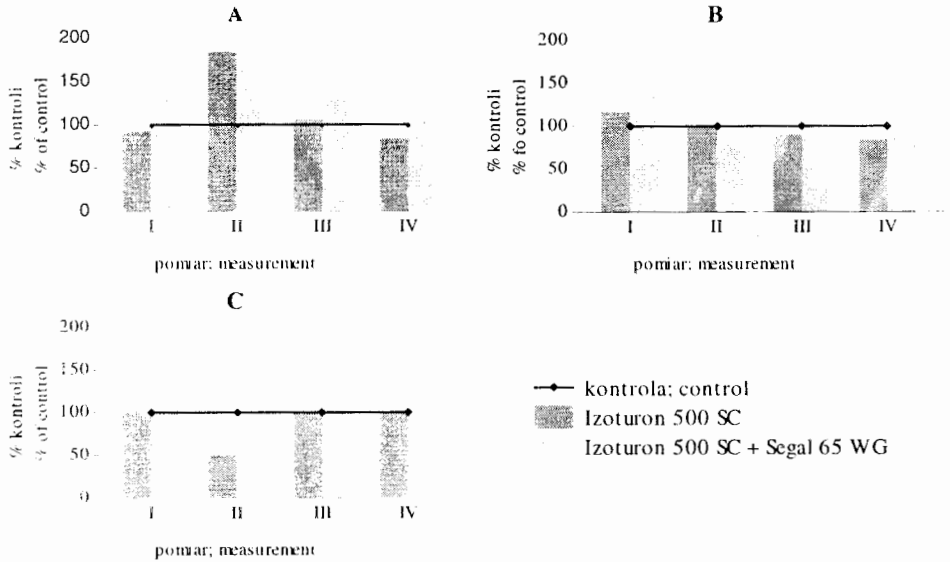 A
200
150
100
50
0
% kontroli
% of control
I II III IV
pomiar; measurement
B
200
150
100
50
0
% kontroli
% fo control
I II III IV
pomiar; measurement
C
200
150
100
50
0
% kontroli
% of control
I II III IV
pomiar; measurement
kontrola; control
Izoturon 500 SC
Izoturon 500 SC + Segal 65 WG